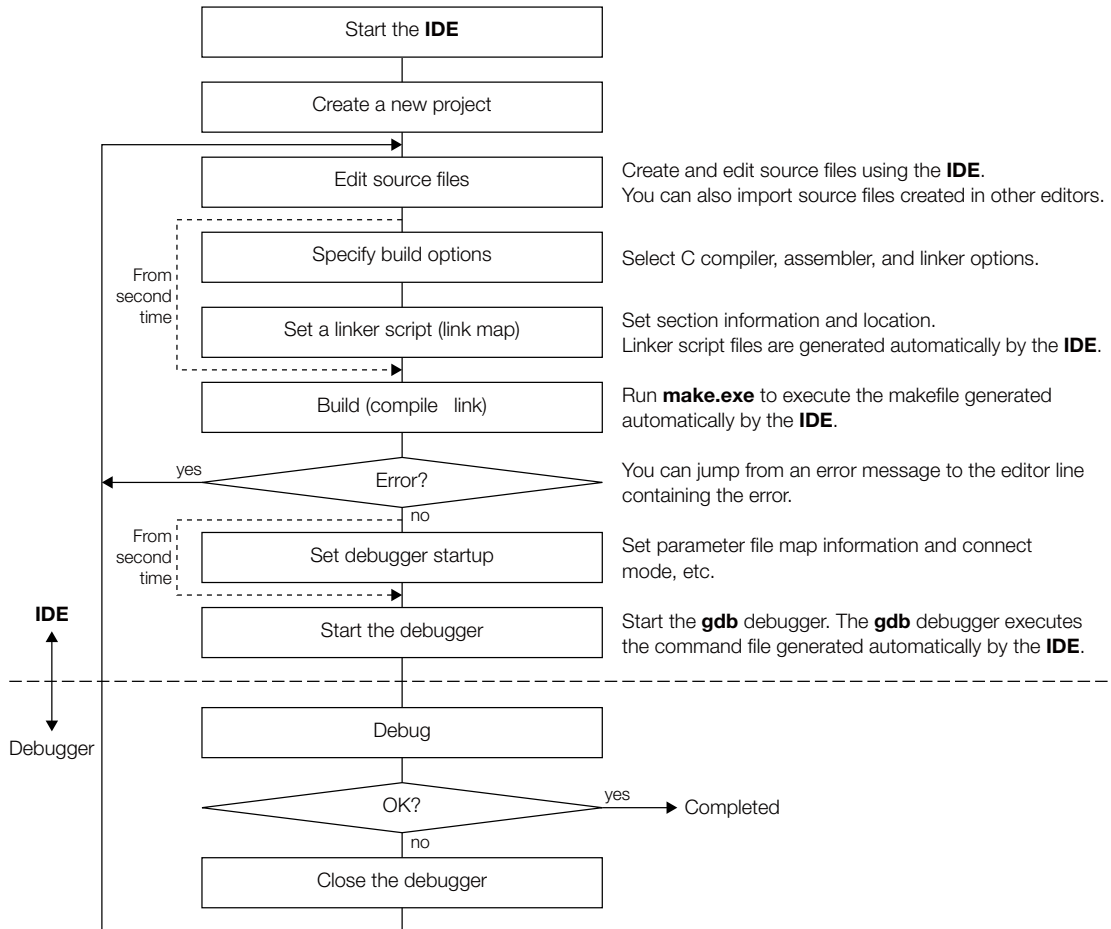 Start the IDE
Create a new project
Edit source files
Create and edit source files using the IDE.
You can also import source files created in other editors.
From
second
time
Specify build options
Select C compiler, assembler, and linker options.
Set a linker script (link map)
Set section information and location.
Linker script files are generated automatically by the IDE.
Build (compile link)
Run make.exe to execute the makefile generated
automatically by the IDE.
yes
Error?
You can jump from an error message to the editor line
containing the error.
no
From
second
time
Set debugger startup
Set parameter file map information and connect
mode, etc.
Start the debugger
Start the gdb debugger. The gdb debugger executes
the command file generated automatically by the IDE.
IDE
Debugger
Debug
OK?
yes
Completed
no
Close the debugger